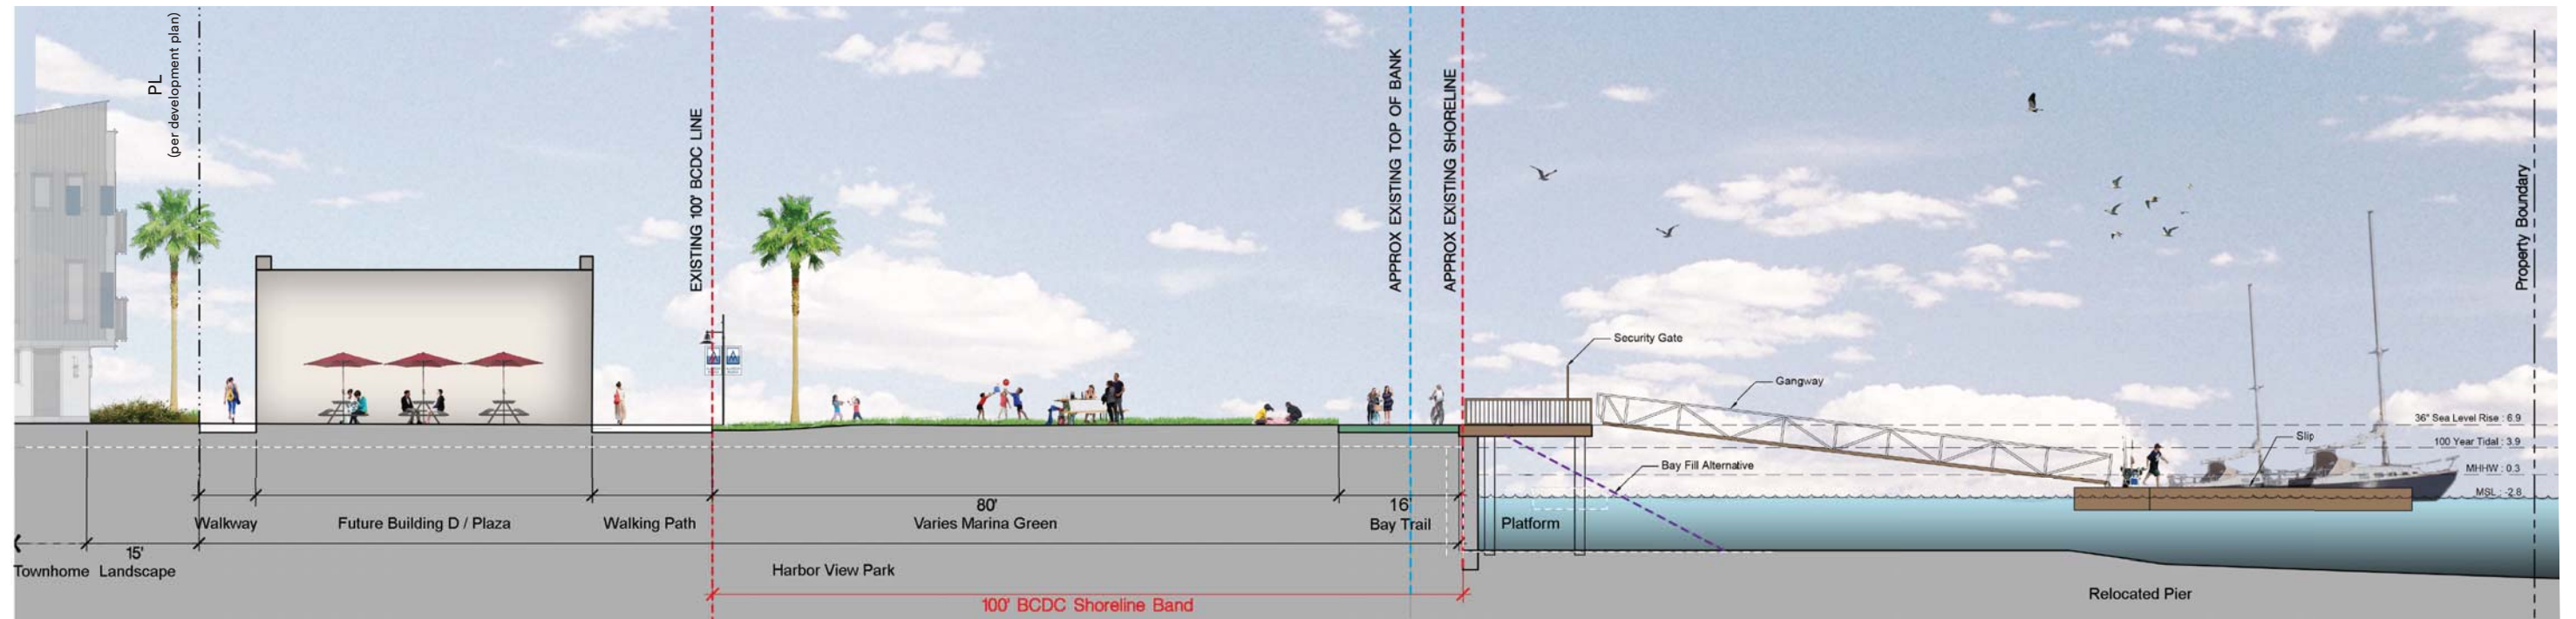 PL
(per development plan)
EXISTING 100' BCDC LINE
APPROX EXISTING TOP OF BANK
APPROX EXISTING SHORELINE
Property Boundary
Security Gate
Gangway
36" Sea Level Rise : 6.9
100 Year Tidal : 3.9
Slip
Bay Fill Alternative
MHHW : 0.3
MSL : -2.8
80'
16'
Walkway
Future Building D / Plaza
Walking Path
Varies Marina Green
Bay Trail
Platform
15'
Townhome
Landscape
Harbor View Park
Relocated Pier
100' BCDC Shoreline Band